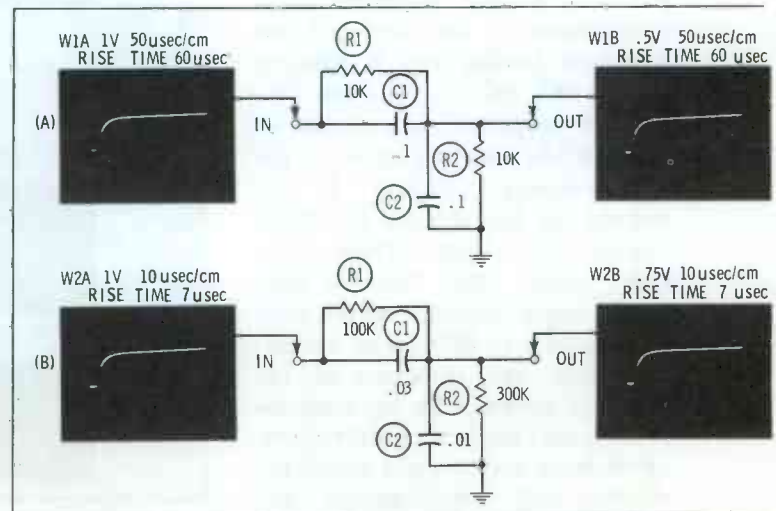 W1A 1V 50usec/cm
RISE TIME 60usec
R1
W1B .5V 50usec/cm
RISE TIME 60 usec
(A)
10K
C1
IN
OUT
.1
R2
10K
C2
.1
W2A 1V 10usec/cm
RISE TIME 7usec
R1
W2B .75V 10usec/cm
RISE TIME 7 usec
(B)
100K
C1
IN
OUT
.03
R2
300K
C2
.01